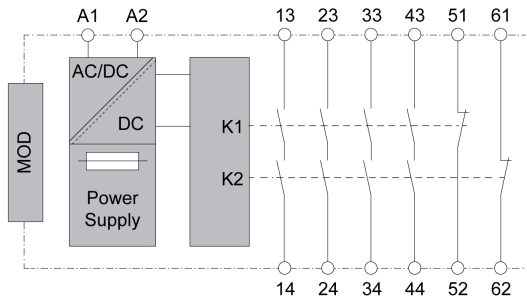 A1 A2 13 23 33 43 51 61
AC/DC
DC
K1
MOD
K2
Power
Supply
14 24 34 44 52 62